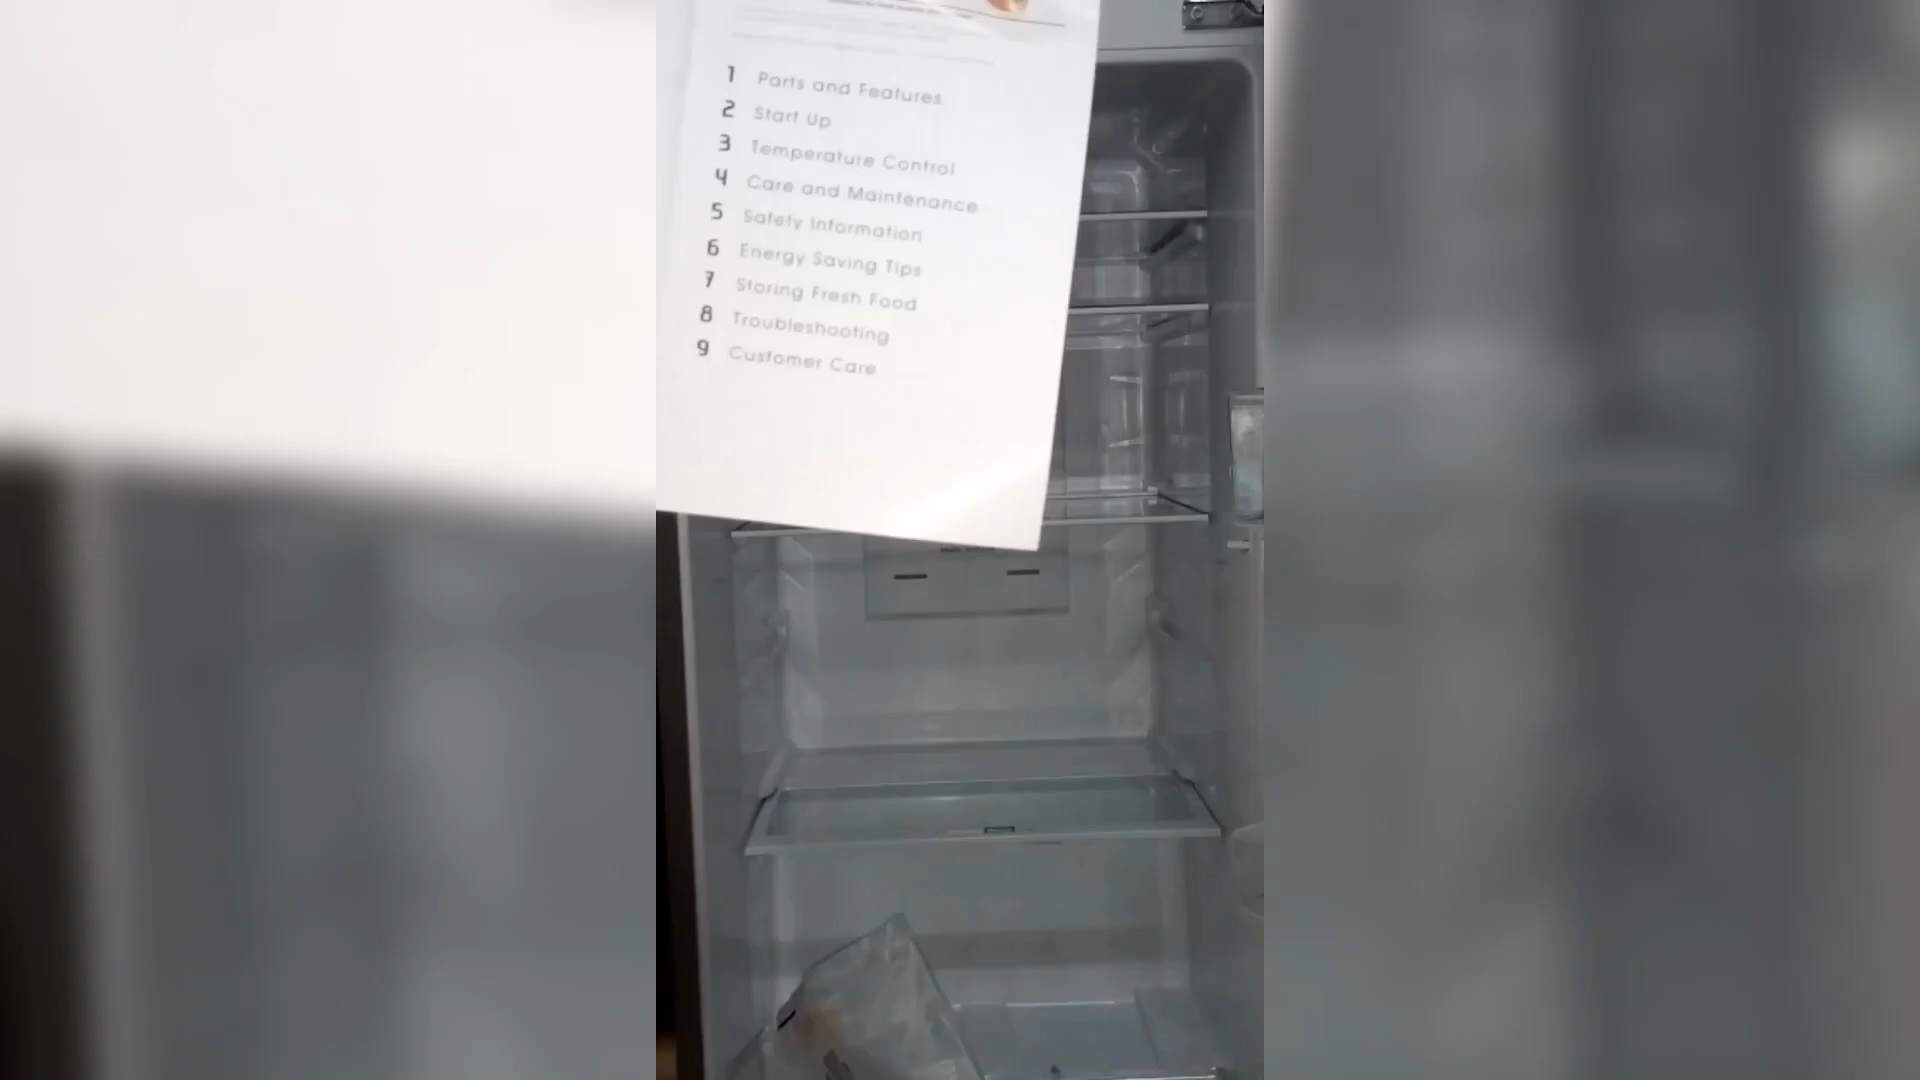 1 Parts and Features
2 Start Up
3 Temperature Control
4 Care and Maintenance
5 Safety Information
6 Energy Saving Tips
7 Storing Fresh Food
8 Troubleshooting
9 Customer Care